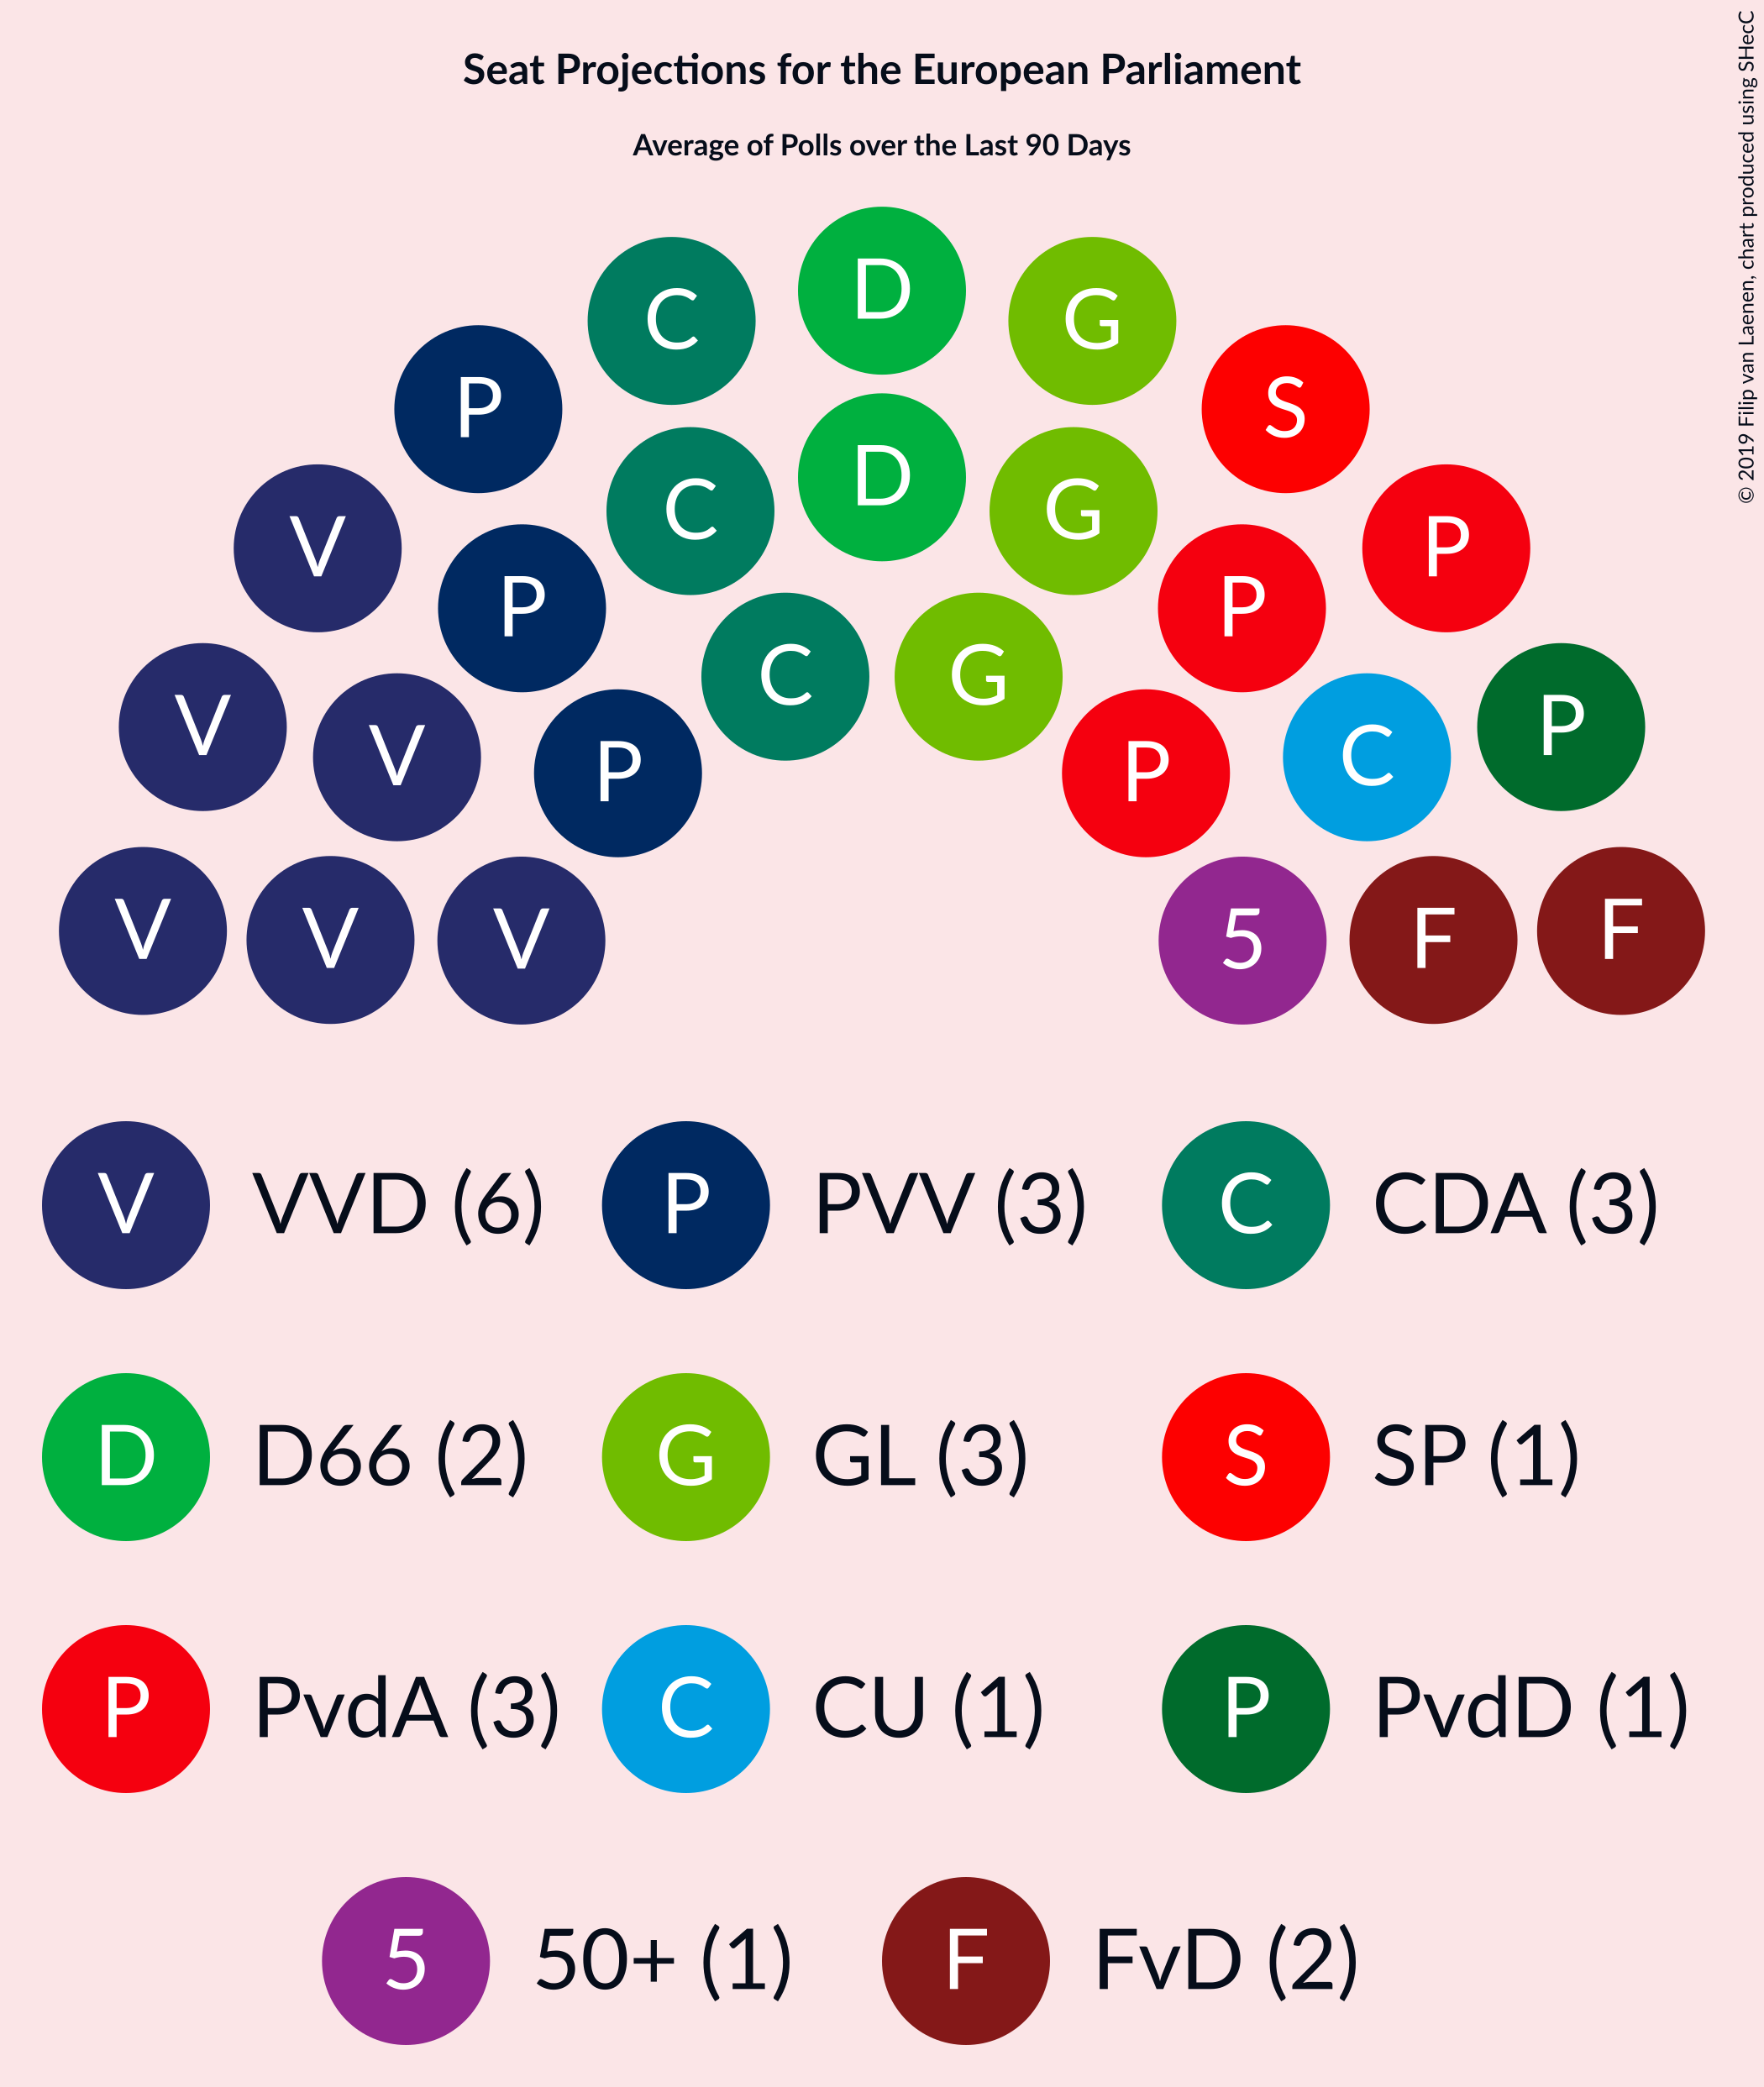 Seat Projections for the European Parliament
Average of Polls over the Last 90 Days
© 2019 Filip van Laenen, chart produced using SHecC
D
C G
P S
D
C G
V P
P P
C G
V P
V C
P P
V F
V F
V 5
V VVD (6) P PVV (3) C CDA (3)
D D66 (2) G GL (3) S SP (1)
P PvdA (3) C CU (1) P PvdD (1)
5 50+ (1) F FvD (2)